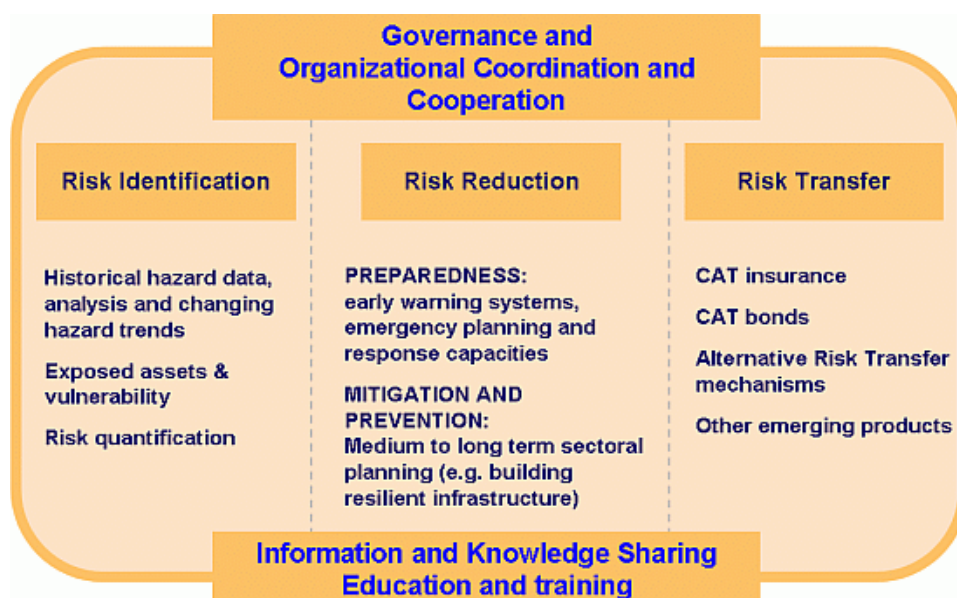 Governance and
Organizational Coordination and
Cooperation
Risk Identification
Historical hazard data,
analysis and changing
hazard trends
Exposed assets &
vulnerability
Risk quantification
Risk Reduction
PREPAREDNESS:
early warning systems,
emergency planning and
response capacities
MITIGATION AND
PREVENTION:
Medium to long term sectoral
planning (e.g. building
resilient infrastructure)
Risk Transfer
CAT insurance
CAT bonds
Alternative Risk Transfer
mechanisms
Other emerging products
Information and Knowledge Sharing
Education and training